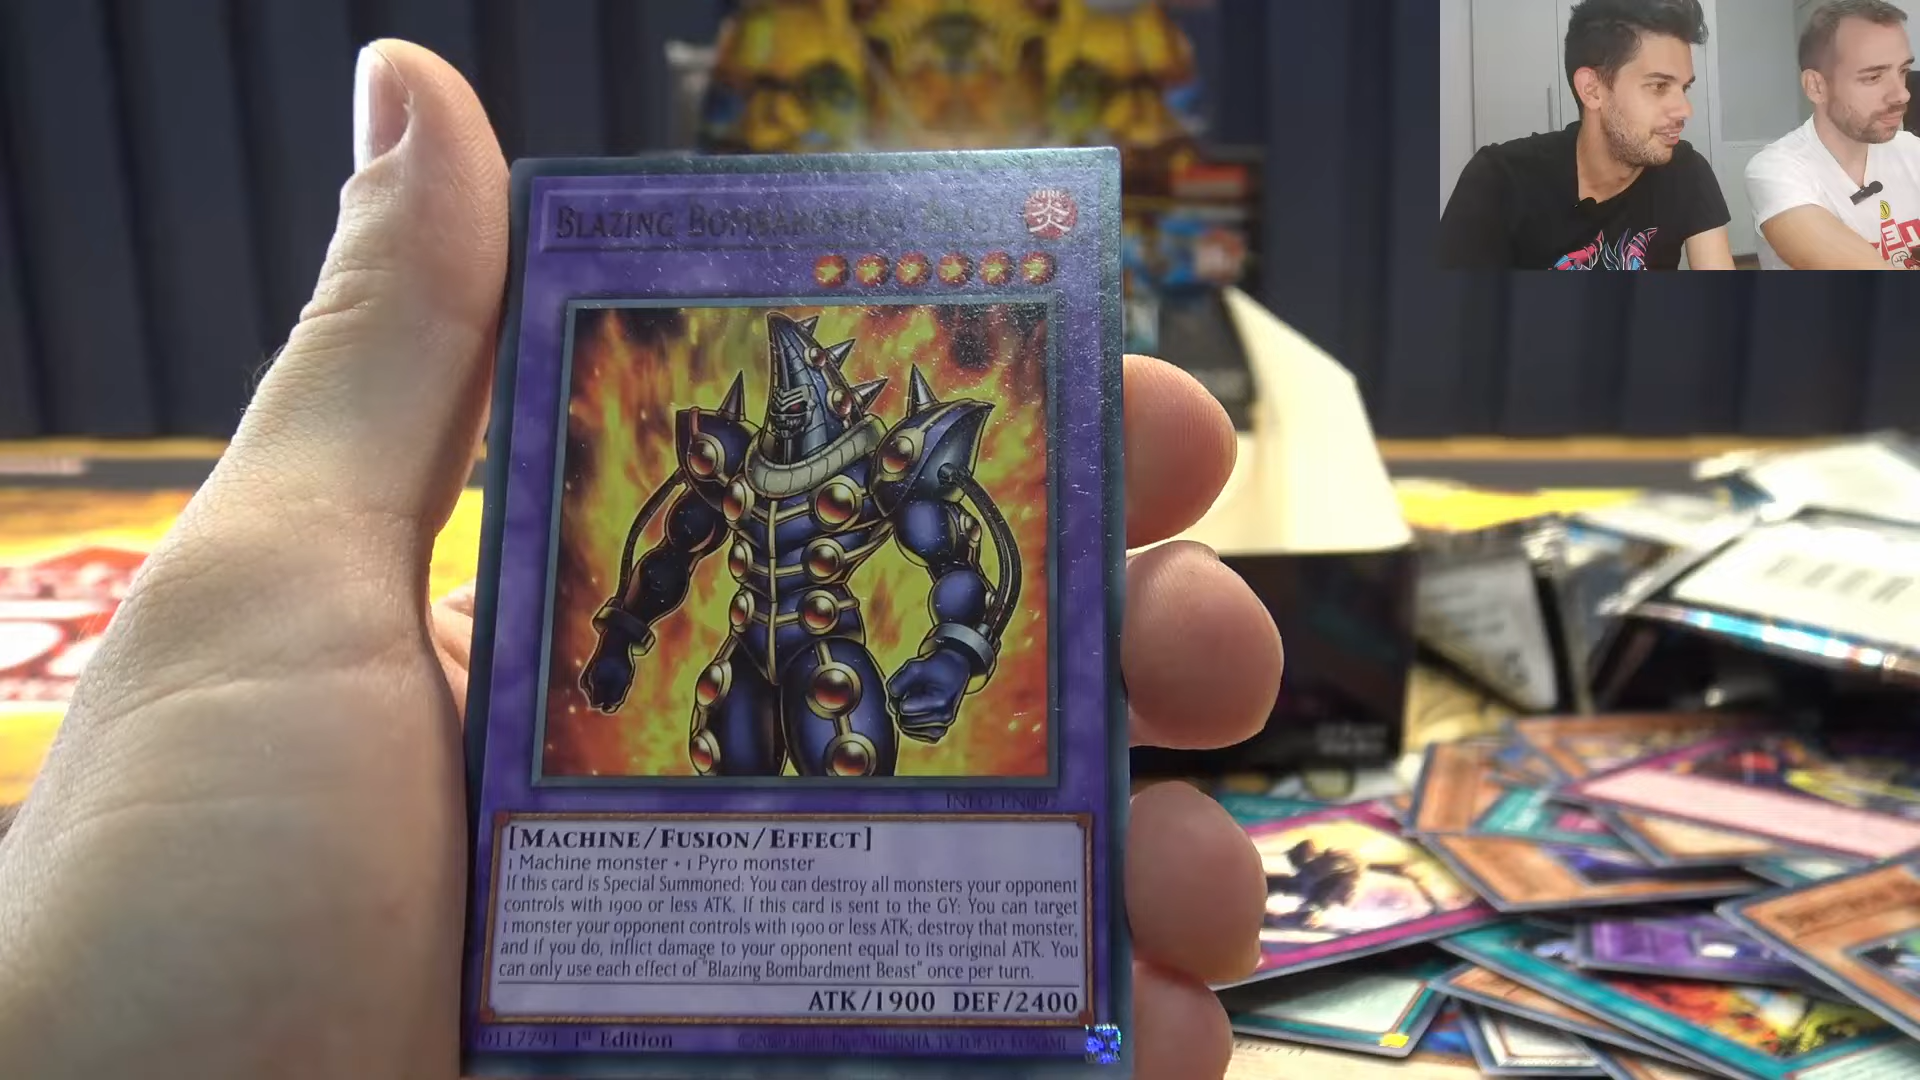 Blazing Bombardment Beast
炎
INFO-EN09
[Machine/Fusion/Effect]
1 Machine monster + 1 Pyro monster
If this card is Special Summoned: You can destroy all monsters your opponent
controls with 1900 or less ATK. If this card is sent to the GY: You can target
1 monster your opponent controls with 1900 or less ATK; destroy that monster,
and if you do, inflict damage to your opponent equal to its original ATK. You
can only use each effect of "Blazing Bombardment Beast" once per turn.
ATK/1900 DEF/2400
1st Edition